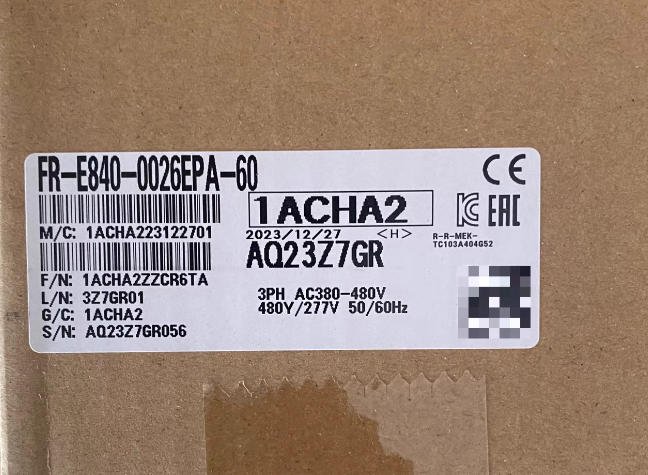 FR-E840-0026EPA-60
CE
1ACHA2
EAC
M/C: 1ACHA223122701
2023/12/27 <H>
R-R-MEK-
TC103A404G52
AQ23Z7GR
F/N: 1ACHA2ZZCR6TA
L/N: 3Z7GR01
G/C: 1ACHA2
S/N: AQ23Z7GR056
3PH AC380-480V
480Y/277V 50/60Hz